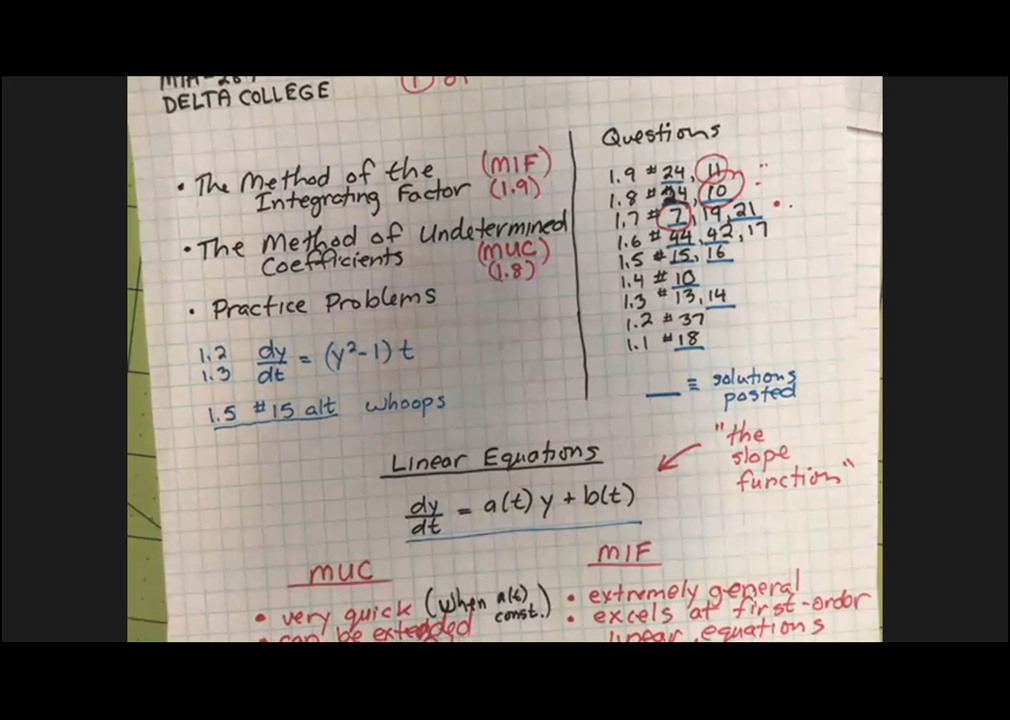 DELTA COLLEGE
• The Method of the
Integrating Factor
(MIF)
(1.9)
• The Method of Undetermined
Coefficients
(MUC)
(1.8)
• Practice Problems
1.2
1.3
dy/dt = (y²-1)t
1.5 #15 alt whoops
Questions
1.9 # 24, 11
1.8 # 24, 10
1.7 # 7, 19, 21
1.6 # 44, 42, 17
1.5 # 15, 16
1.4 # 10
1.3 # 13, 14
1.2 # 37
1.1 # 18
___ ≡ solutions
posted
Linear Equations
dy/dt = a(t) y + b(t)
"the
slope
function"
MUC
• very quick (when a(t)
const.)
• can be extended
MIF
• extremely general
• excels at first-order
linear equations